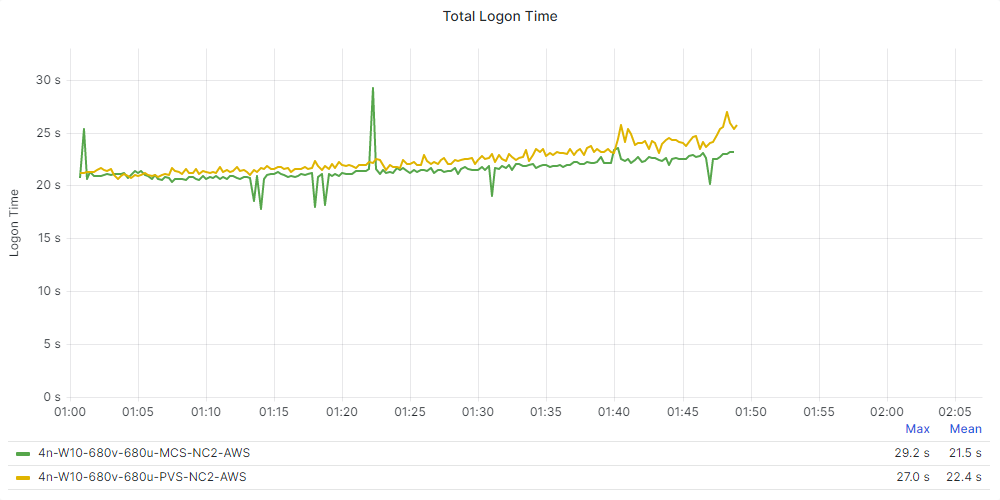 Total Logon Time
30 s
25 s
20 s
15 s
10 s
5 s
0 s
Logon Time
01:00 01:05 01:10 01:15 01:20 01:25 01:30 01:35 01:40 01:45 01:50 01:55 02:00 02:05
Max Mean
4n-W10-680v-680u-MCS-NC2-AWS 29.2 s 21.5 s
4n-W10-680v-680u-PVS-NC2-AWS 27.0 s 22.4 s